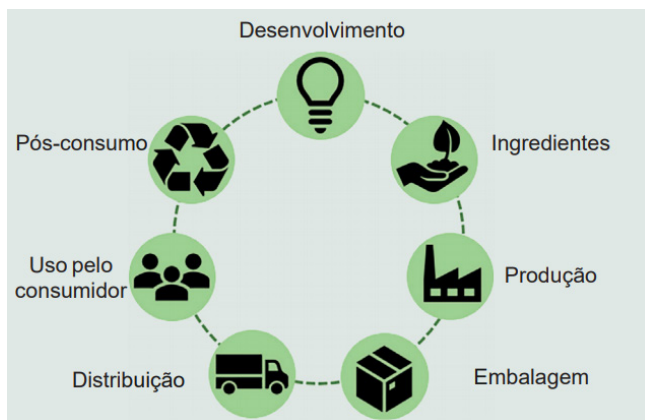 Desenvolvimento
Pós-consumo
Ingredientes
Uso pelo
consumidor
Produção
Distribuição
Embalagem